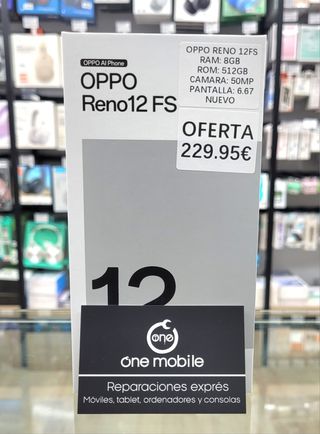 OPPO AI Phone
OPPO
Reno12 FS
OPPO RENO 12FS
RAM: 8GB
ROM: 512GB
CAMARA: 50MP
PANTALLA: 6.67
NUEVO
OFERTA
229.95€
12
one
óne mobile
Reparaciones exprés
Móviles, tablet, ordenadores y consolas